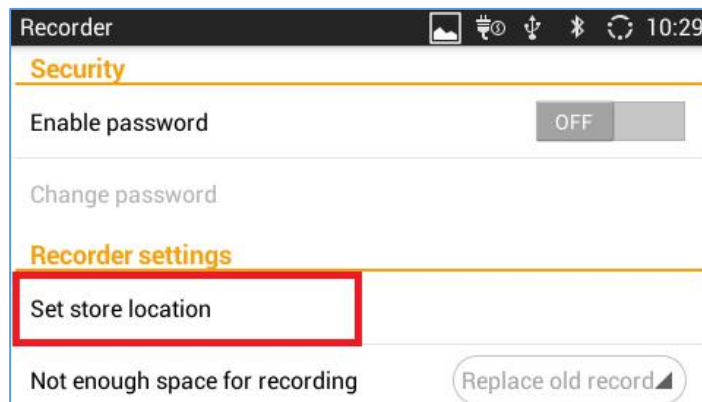 Recorder 10:29
Security
Enable password OFF
Change password
Recorder settings
Set store location
Not enough space for recording Replace old record